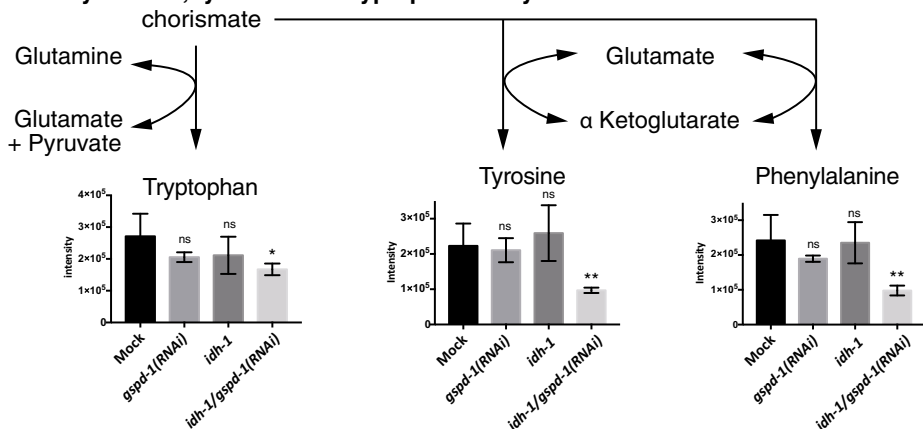 chorismate
Glutamine
Glutamate
+ Pyruvate
Glutamate
α Ketoglutarate
Tryptophan
4×10⁵
3×10⁵
2×10⁵
1×10⁵
0
intensity
ns
ns
*
Mock
gspd-1(RNAi)
idh-1
idh-1/gspd-1(RNAi)
Tyrosine
3×10⁵
2×10⁵
1×10⁵
0
Intensity
ns
ns
**
Mock
gspd-1(RNAi)
idh-1
idh-1/gspd-1(RNAi)
Phenylalanine
3×10⁵
2×10⁵
1×10⁵
0
Intensity
ns
ns
**
Mock
gspd-1(RNAi)
idh-1
idh-1/gspd-1(RNAi)